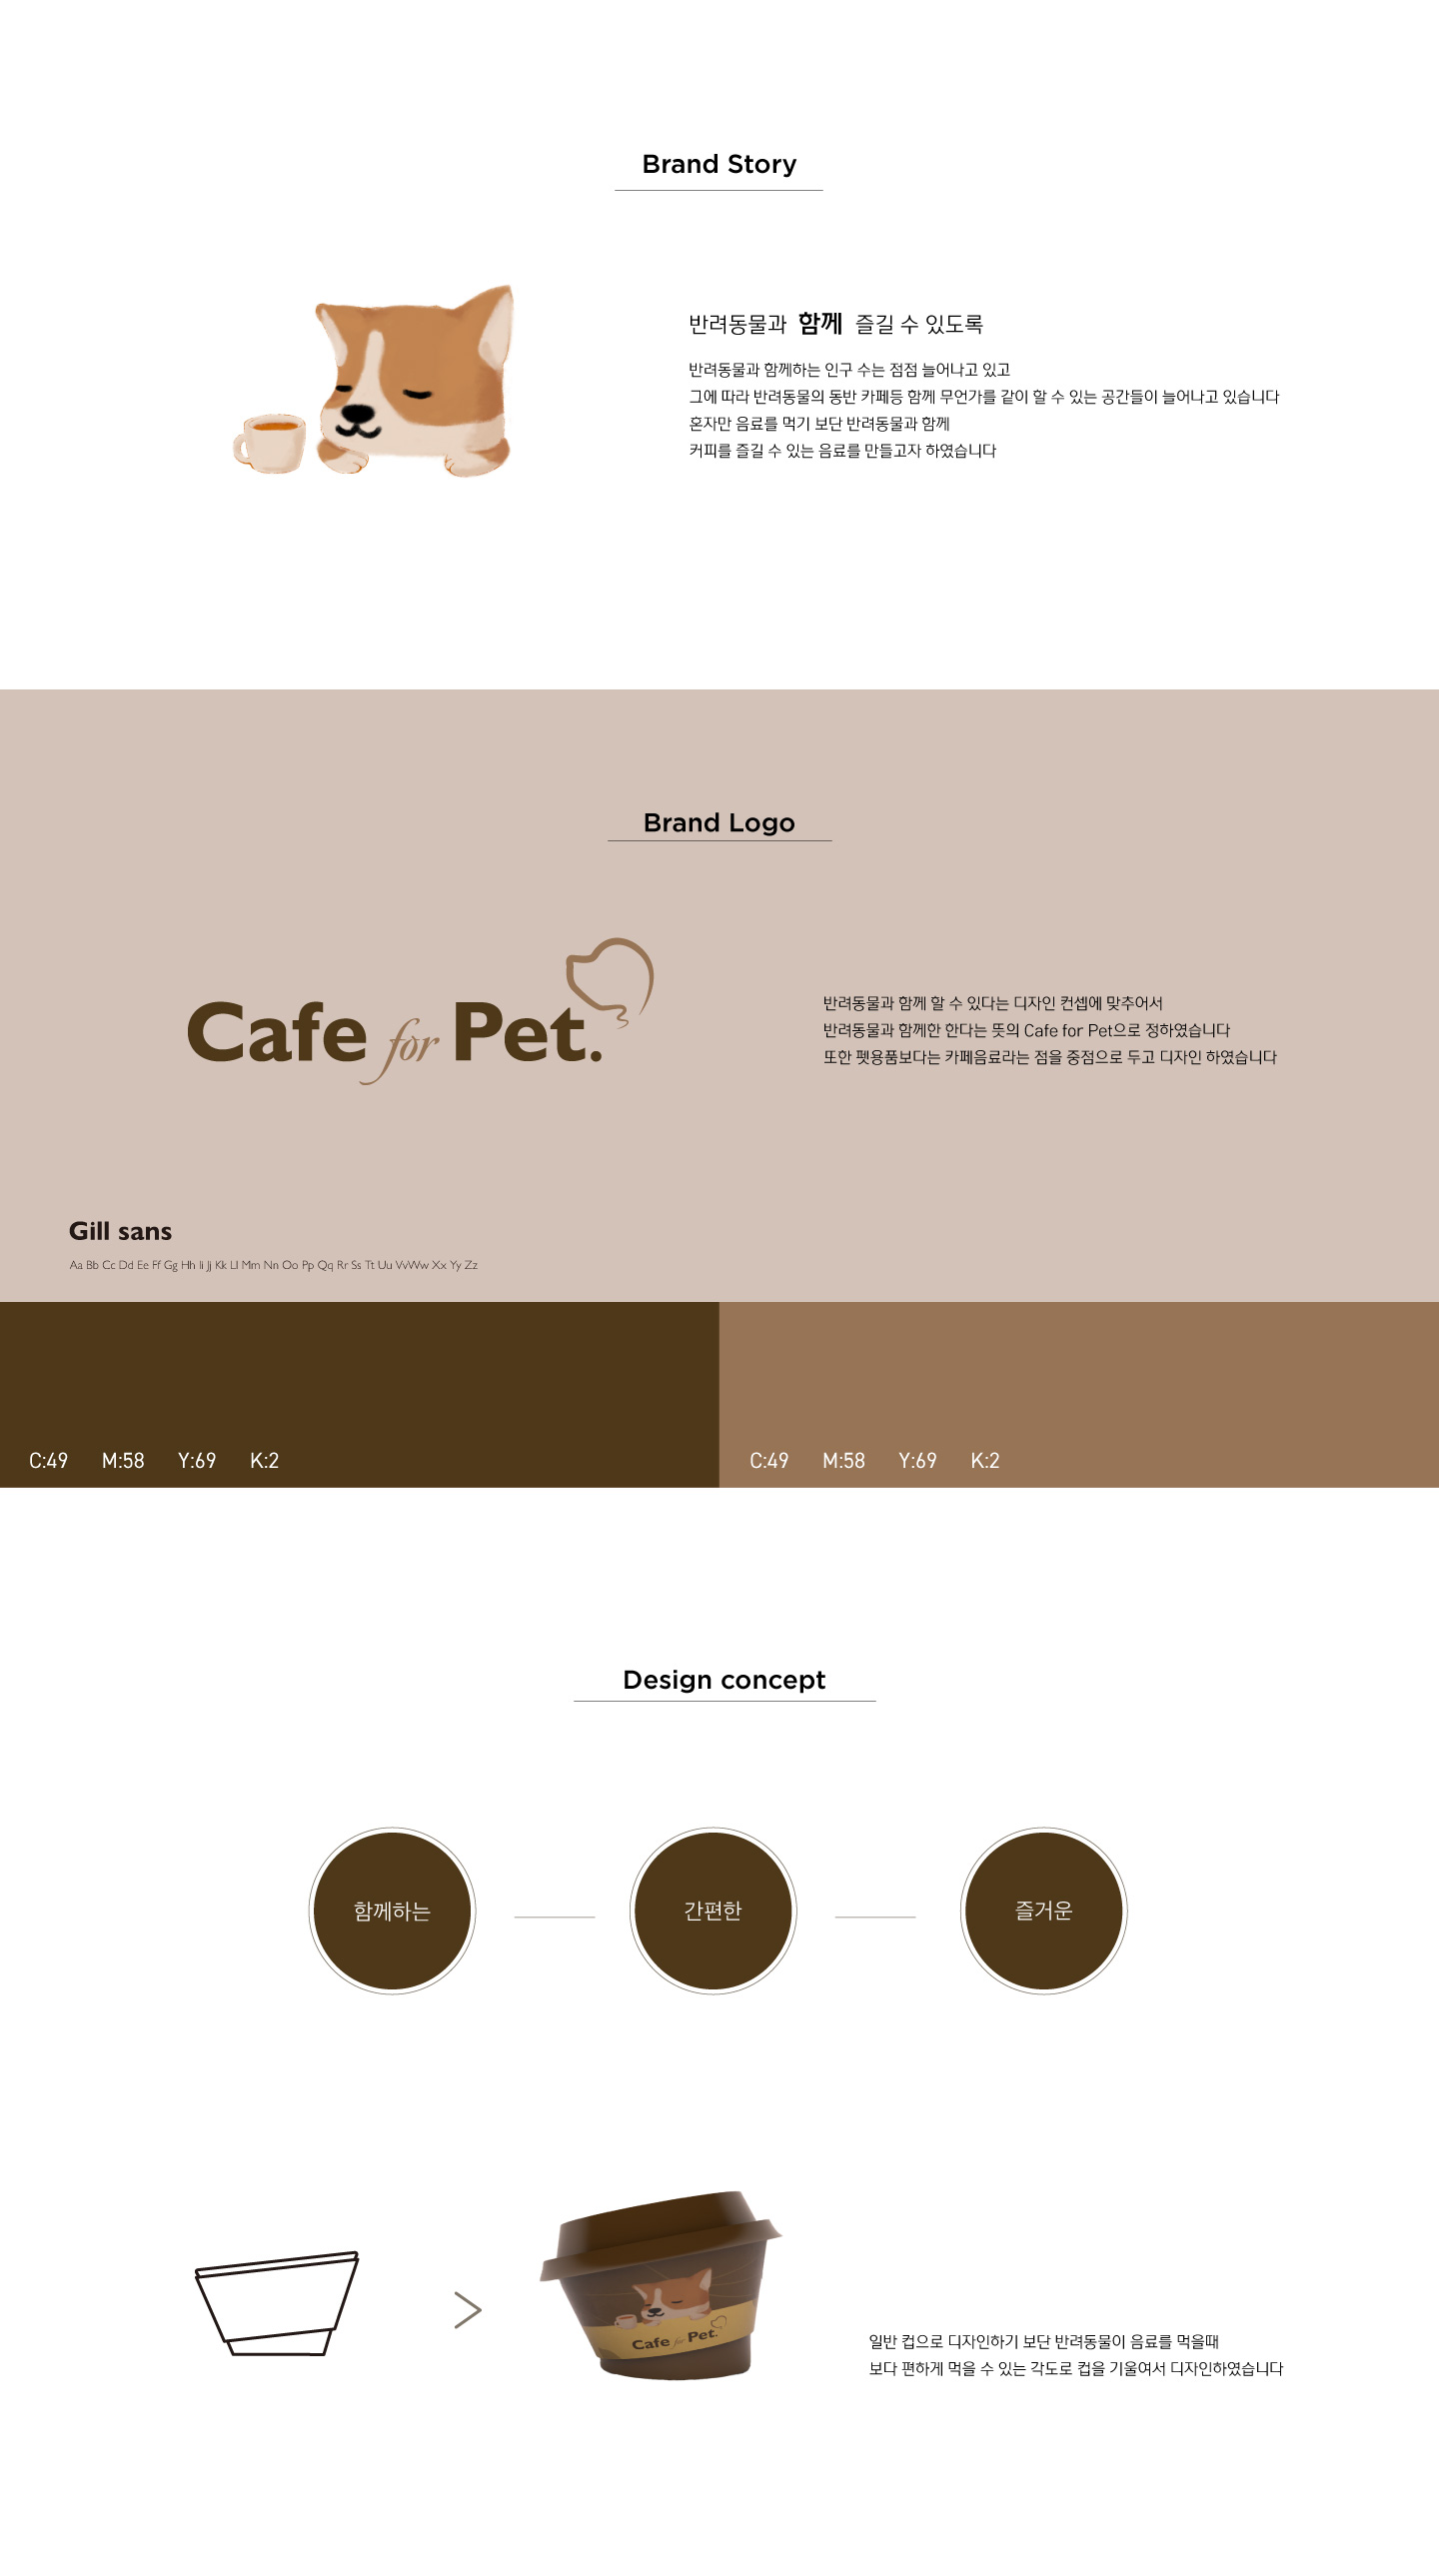 Brand Story
반려동물과 함께 즐길 수 있도록
반려동물과 함께하는 인구 수는 점점 늘어나고 있고
그에 따라 반려동물의 동반 카페등 함께 무언가를 같이 할 수 있는 공간들이 늘어나고 있습니다
혼자만 음료를 먹기 보단 반려동물과 함께
커피를 즐길 수 있는 음료를 만들고자 하였습니다
Brand Logo
Cafe for Pet.
반려동물과 함께 할 수 있다는 디자인 컨셉에 맞추어서
반려동물과 함께한 한다는 뜻의 Cafe for Pet으로 정하였습니다
또한 펫용품보다는 카페음료라는 점을 중점으로 두고 디자인 하였습니다
Gill sans
Aa Bb Cc Dd Ee Ff Gg Hh Ii Jj Kk Ll Mm Nn Oo Pp Qq Rr Ss Tt Uu VvWw Xx Yy Zz
C:49 M:58 Y:69 K:2
C:49 M:58 Y:69 K:2
Design concept
함께하는
간편한
즐거운
Cafe for Pet.
일반 컵으로 디자인하기 보단 반려동물이 음료를 먹을때
보다 편하게 먹을 수 있는 각도로 컵을 기울여서 디자인하였습니다